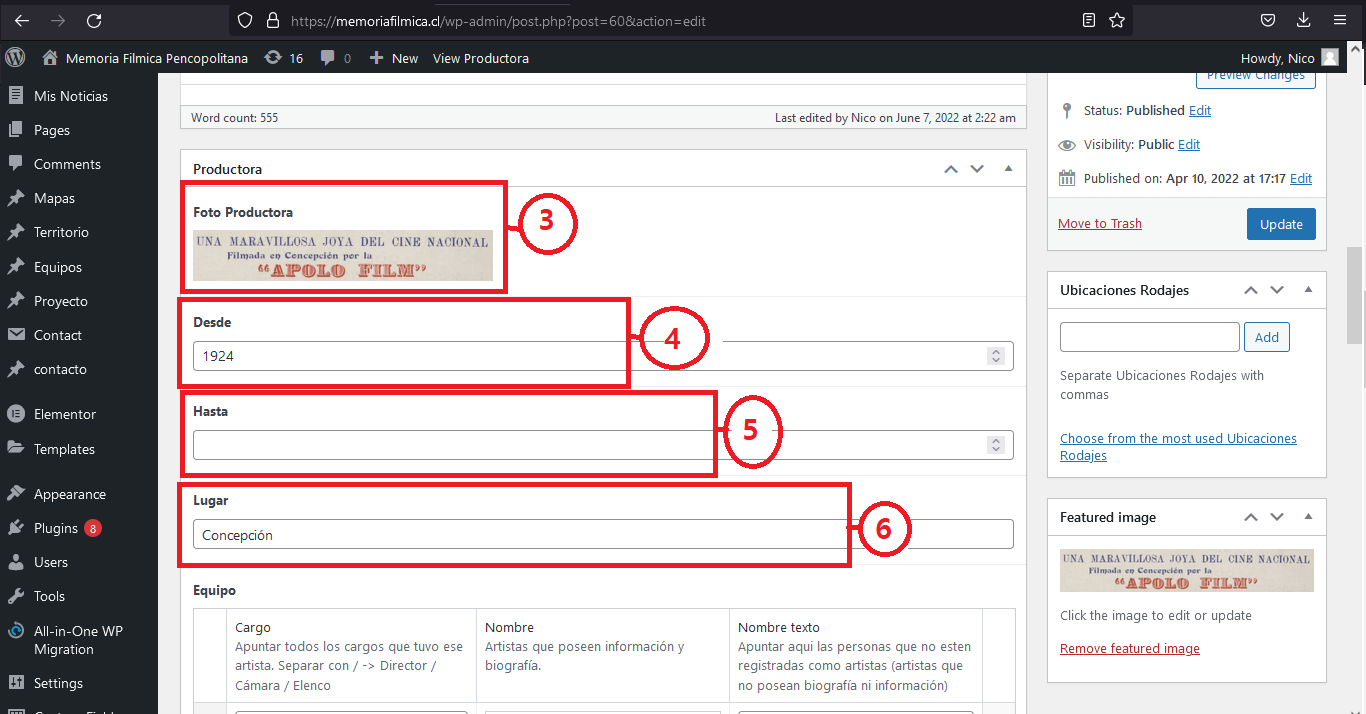 https://memoriafilmica.cl/wp-admin/post.php?post=60&action=edit
Memoria Filmica Pencopolitana
16
0
New
View Productora
Howdy, Nico
Mis Noticias
Pages
Comments
Mapas
Territorio
Equipos
Proyecto
Contact
contacto
Elementor
Templates
Appearance
Plugins 8
Users
Tools
All-in-One WP
Migration
Settings
Word count: 555
Last edited by Nico on June 7, 2022 at 2:22 am
Productora
Foto Productora
UNA MARAVILLOSA JOYA DEL CINE NACIONAL
Filmada en Concepción por la
“APOLO FILM”
3
Desde
1924
4
Hasta
5
Lugar
Concepción
6
Equipo
Cargo
Apuntar todos los cargos que tuvo ese
artista. Separar con / -> Director /
Cámara / Elenco
Nombre
Artistas que poseen información y
biografía.
Nombre texto
Apuntar aqui las personas que no esten
registradas como artistas (artistas que
no posean biografía ni información)
Preview Changes
Status: Published Edit
Visibility: Public Edit
Published on: Apr 10, 2022 at 17:17 Edit
Move to Trash
Update
Ubicaciones Rodajes
Add
Separate Ubicaciones Rodajes with
commas
Choose from the most used Ubicaciones
Rodajes
Featured image
UNA MARAVILLOSA JOYA DEL CINE NACIONAL
Filmada en Concepción por la
“APOLO FILM”
Click the image to edit or update
Remove featured image